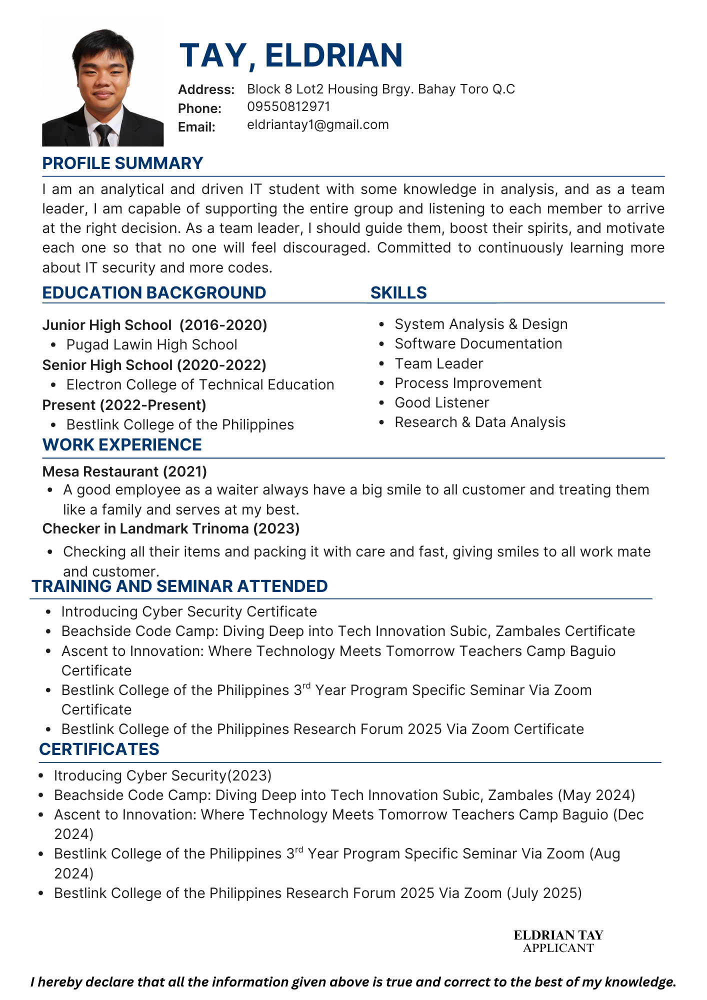 TAY, ELDRIAN
Address: Block 8 Lot2 Housing Brgy. Bahay Toro Q.C
Phone: 09550812971
Email: eldriantay1@gmail.com
PROFILE SUMMARY
I am an analytical and driven IT student with some knowledge in analysis, and as a team
leader, I am capable of supporting the entire group and listening to each member to arrive
at the right decision. As a team leader, I should guide them, boost their spirits, and motivate
each one so that no one will feel discouraged. Committed to continuously learning more
about IT security and more codes.
EDUCATION BACKGROUND
Junior High School (2016-2020)
• Pugad Lawin High School
Senior High School (2020-2022)
• Electron College of Technical Education
Present (2022-Present)
• Bestlink College of the Philippines
SKILLS
• System Analysis & Design
• Software Documentation
• Team Leader
• Process Improvement
• Good Listener
• Research & Data Analysis
WORK EXPERIENCE
Mesa Restaurant (2021)
• A good employee as a waiter always have a big smile to all customer and treating them
like a family and serves at my best.
Checker in Landmark Trinoma (2023)
• Checking all their items and packing it with care and fast, giving smiles to all work mate
and customer.
TRAINING AND SEMINAR ATTENDED
• Introducing Cyber Security Certificate
• Beachside Code Camp: Diving Deep into Tech Innovation Subic, Zambales Certificate
• Ascent to Innovation: Where Technology Meets Tomorrow Teachers Camp Baguio
Certificate
• Bestlink College of the Philippines 3rd Year Program Specific Seminar Via Zoom
Certificate
• Bestlink College of the Philippines Research Forum 2025 Via Zoom Certificate
CERTIFICATES
• Itroducing Cyber Security(2023)
• Beachside Code Camp: Diving Deep into Tech Innovation Subic, Zambales (May 2024)
• Ascent to Innovation: Where Technology Meets Tomorrow Teachers Camp Baguio (Dec
2024)
• Bestlink College of the Philippines 3rd Year Program Specific Seminar Via Zoom (Aug
2024)
• Bestlink College of the Philippines Research Forum 2025 Via Zoom (July 2025)
ELDRIAN TAY
APPLICANT
I hereby declare that all the information given above is true and correct to the best of my knowledge.